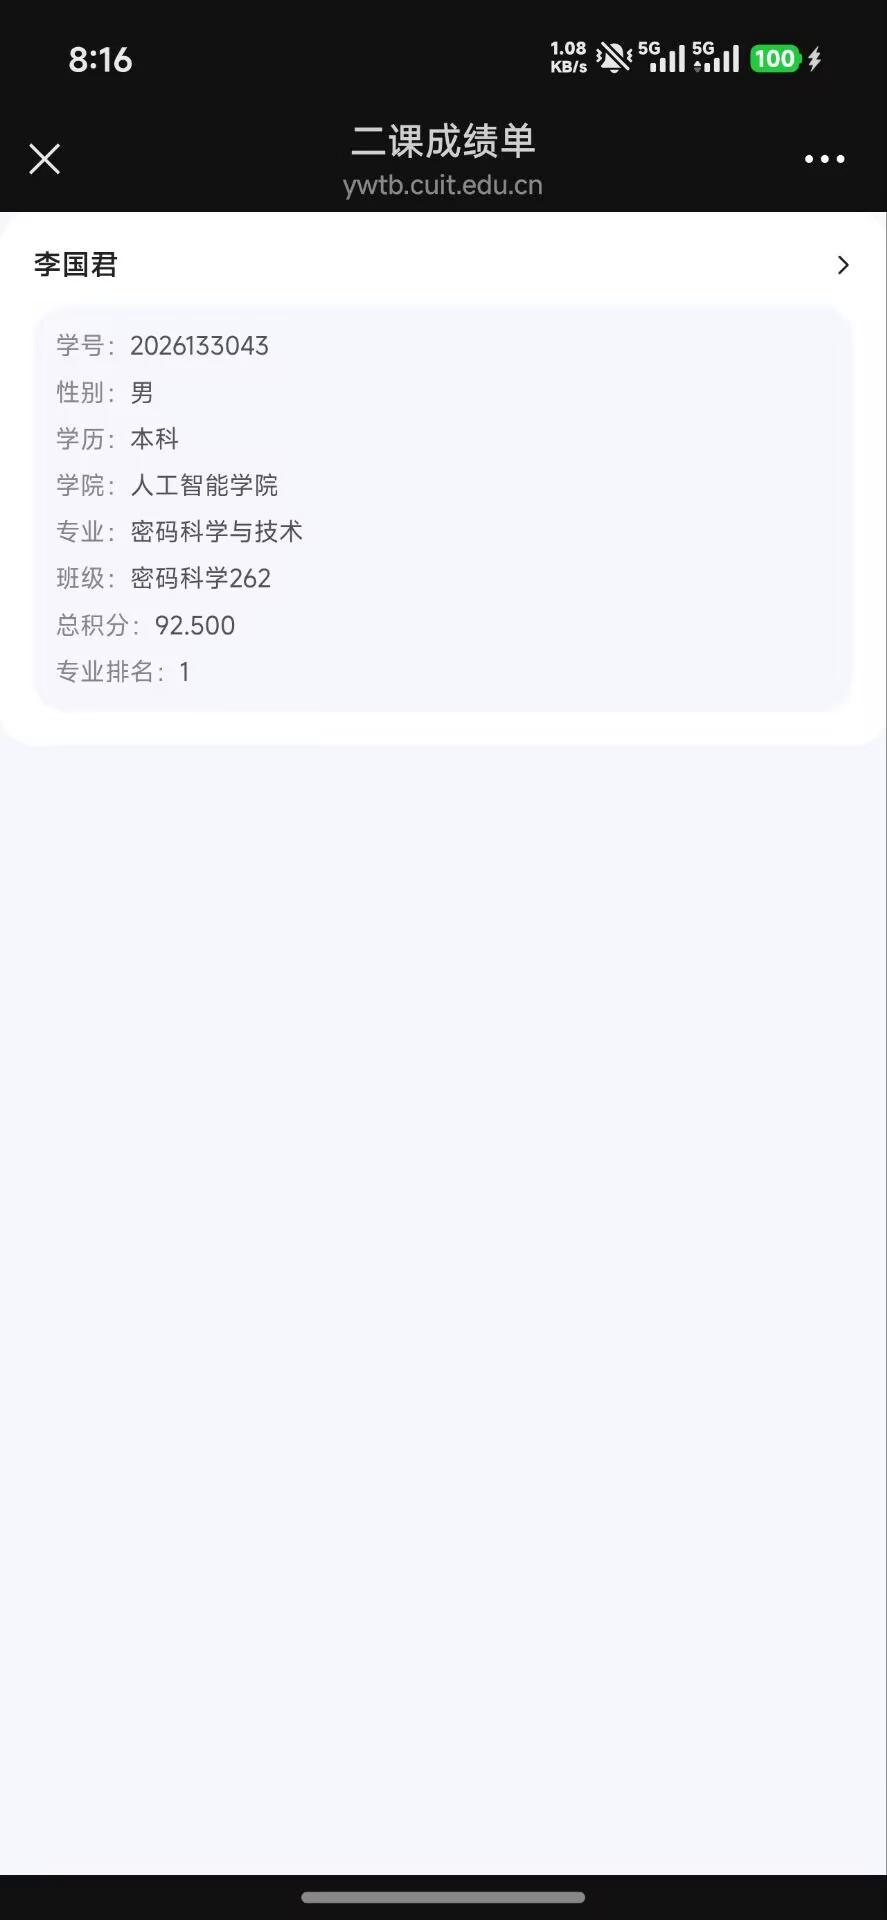 8:16
1.08
KB/s
5G
5G
100
二课成绩单
ywtb.cuit.edu.cn
李国君
学号：2026133043
性别：男
学历：本科
学院：人工智能学院
专业：密码科学与技术
班级：密码科学262
总积分：92.500
专业排名：1